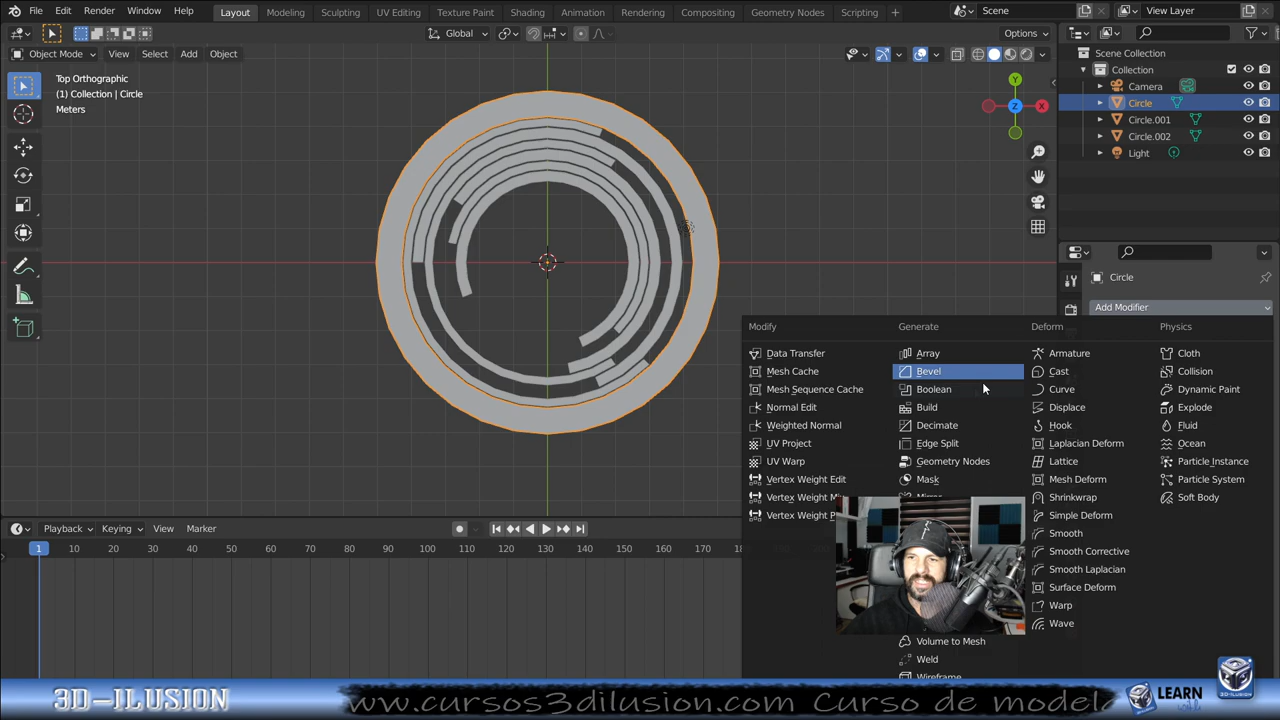 File Edit Render Window Help Layout Modeling Sculpting UV Editing Texture Paint Shading Animation Rendering Compositing Geometry Nodes Scripting + Scene View Layer
Global Options
Object Mode View Select Add Object
Top Orthographic
(1) Collection | Circle
Meters
Y
X
Z
Scene Collection
Collection
Camera
Circle
Circle.001
Circle.002
Light
Circle
Add Modifier
Modify Generate Deform Physics
Data Transfer Array Armature Cloth
Mesh Cache Bevel Cast Collision
Mesh Sequence Cache Boolean Curve Dynamic Paint
Normal Edit Build Displace Explode
Weighted Normal Decimate Hook Fluid
UV Project Edge Split Laplacian Deform Ocean
UV Warp Geometry Nodes Lattice Particle Instance
Vertex Weight Edit Mask Mesh Deform Particle System
Vertex Weight M Mirror Shrinkwrap Soft Body
Vertex Weight P Simple Deform
Smooth
Smooth Corrective
Smooth Laplacian
Surface Deform
Warp
Wave
Volume to Mesh
Weld
Wireframe
Playback Keying View Marker
1 10 20 30 40 50 60 70 80 90 100 110 120 130 140 150 160 170
3D-ILUSION www.cursos3dilusion.com Curso de model LEARN